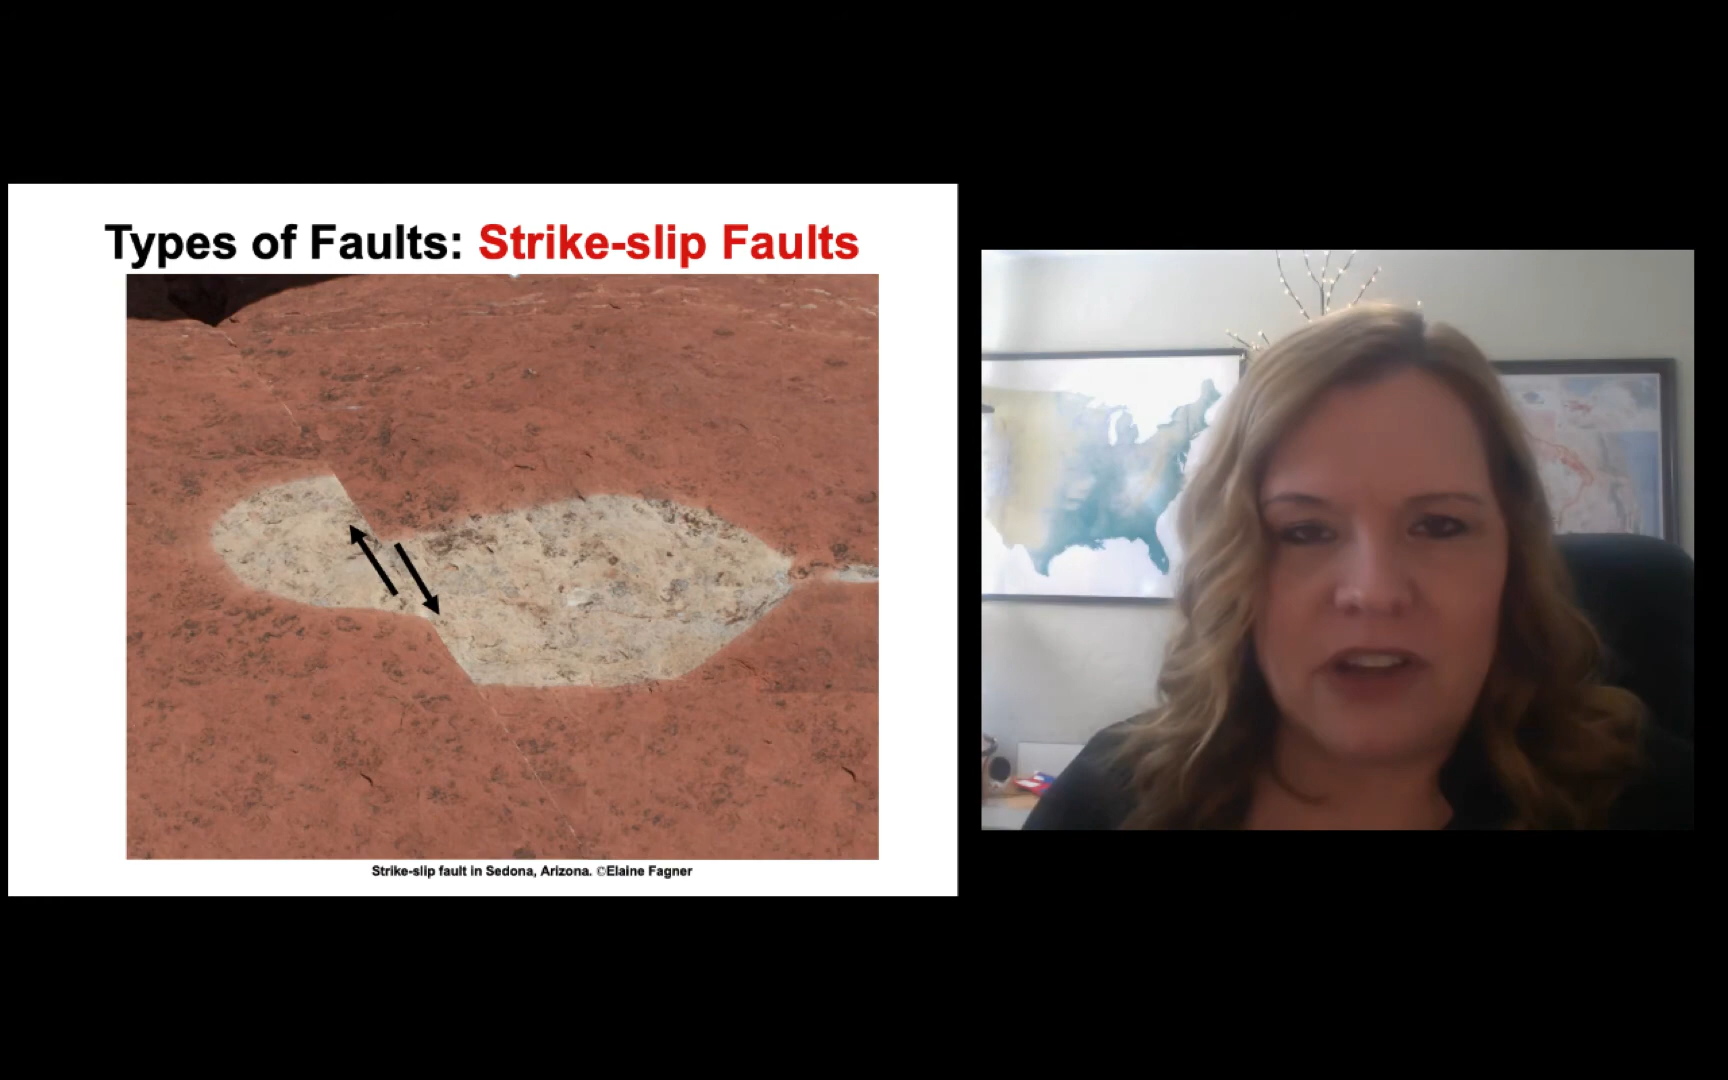 Types of Faults: Strike-slip Faults
Strike-slip fault in Sedona, Arizona. ©Elaine Fagner